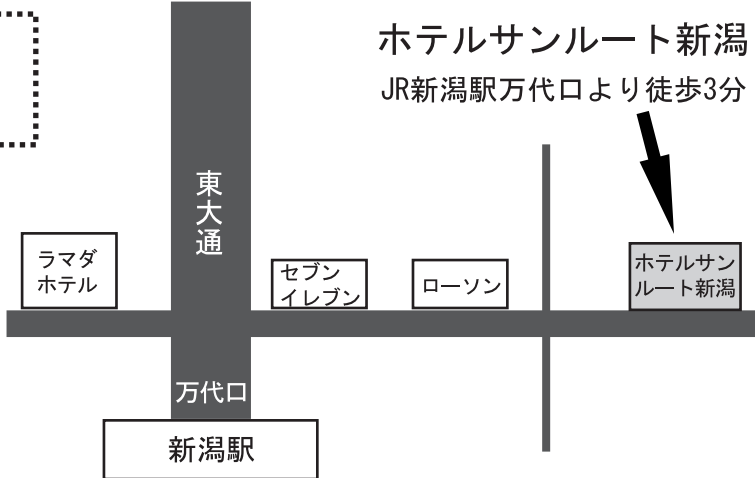 ホテルサンルート新潟
JR新潟駅万代口より徒歩3分
東大通
ラマダ
ホテル
セブン
イレブン
ローソン
ホテルサン
ルート新潟
万代口
新潟駅